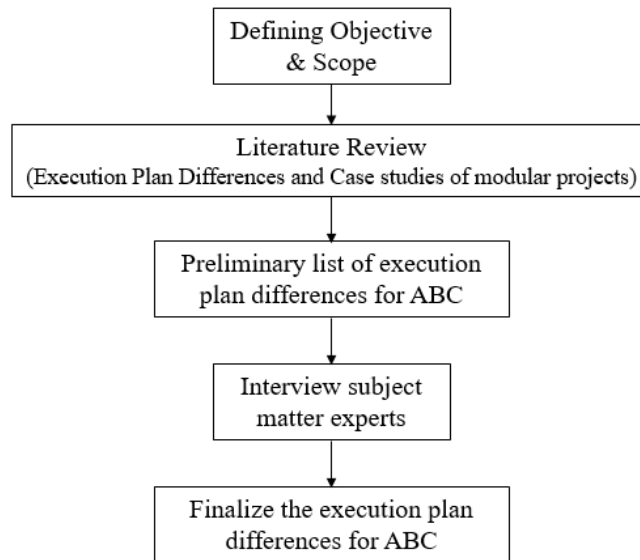 Defining Objective
& Scope
Literature Review
(Execution Plan Differences and Case studies of modular projects)
Preliminary list of execution
plan differences for ABC
Interview subject
matter experts
Finalize the execution plan
differences for ABC